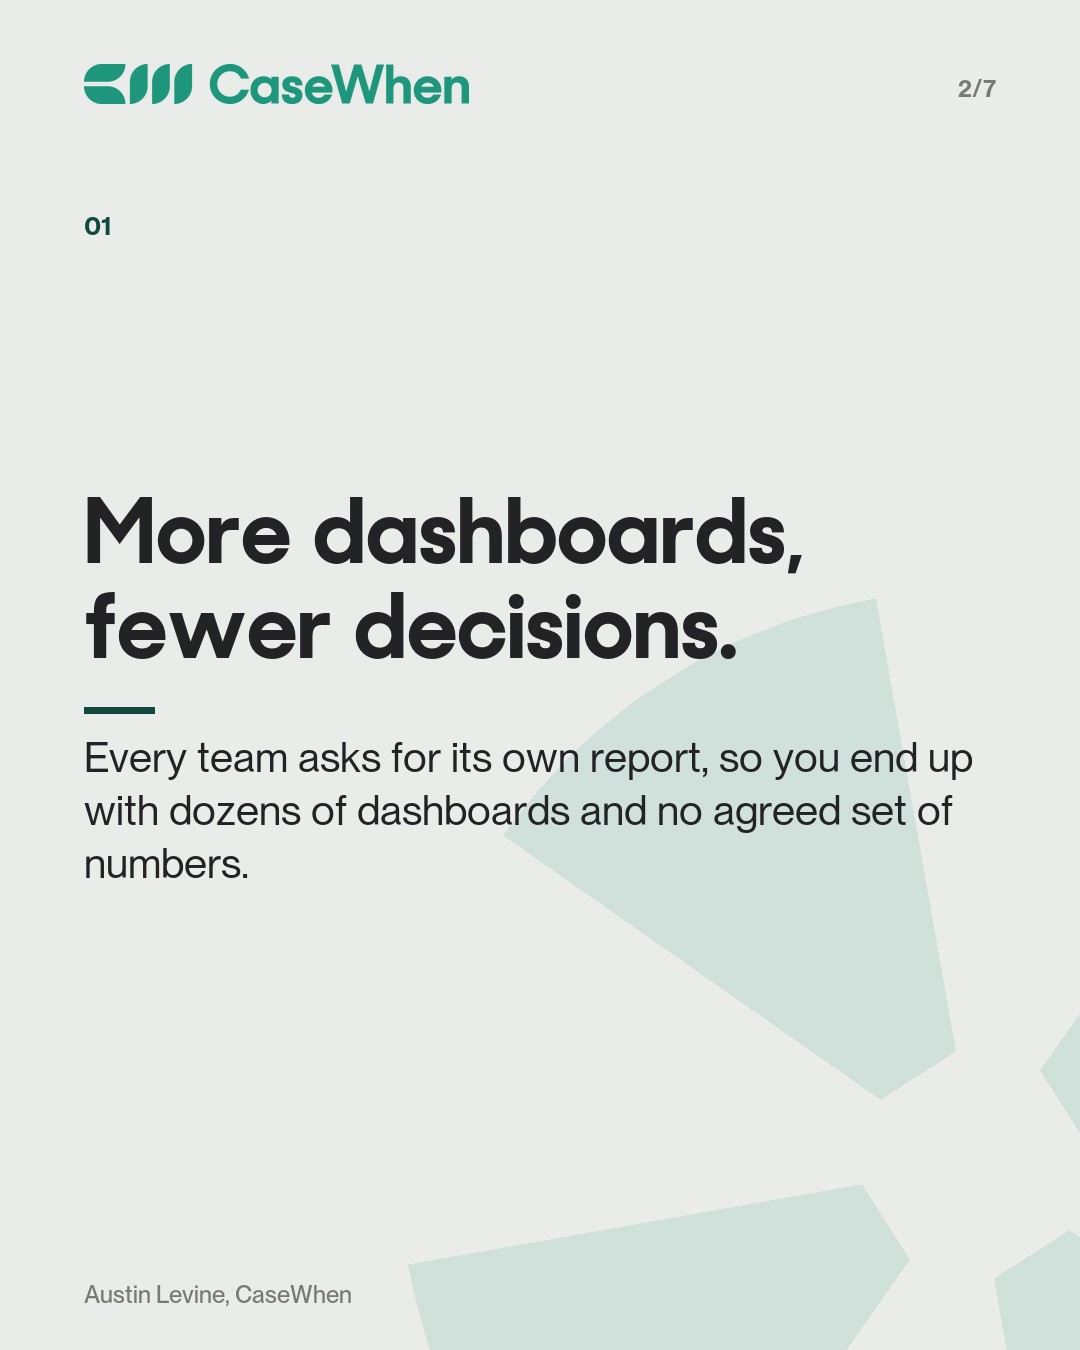 CaseWhen
2/7
01
More dashboards,
fewer decisions.
Every team asks for its own report, so you end up
with dozens of dashboards and no agreed set of
numbers.
Austin Levine, CaseWhen